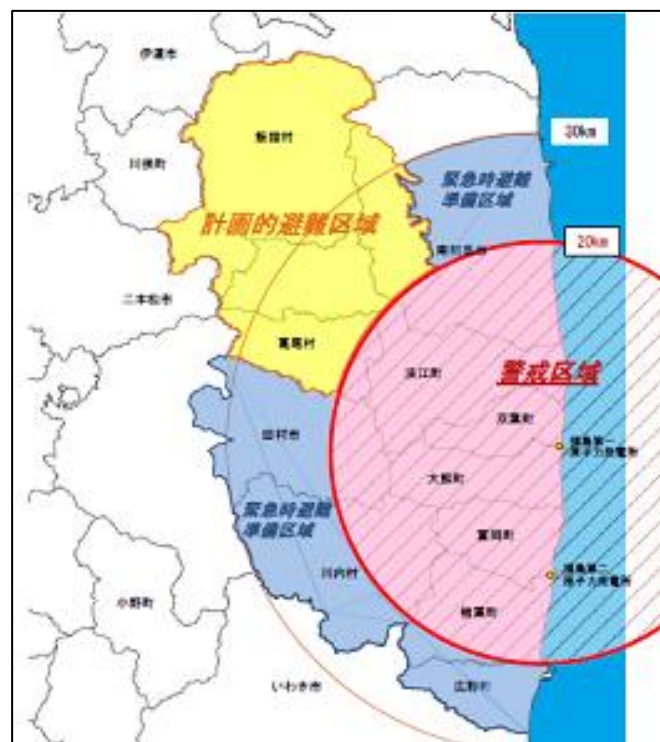 伊達市
30km
飯舘村
川俣町
緊急時避難
準備区域
計画的避難区域
南相馬市
20km
二本松市
葛尾村
浪江町
警戒区域
双葉町
田村市
福島第一
原子力発電所
大熊町
緊急時避難
準備区域
富岡町
川内村
福島第二
原子力発電所
小野町
楢葉町
いわき市
広野町